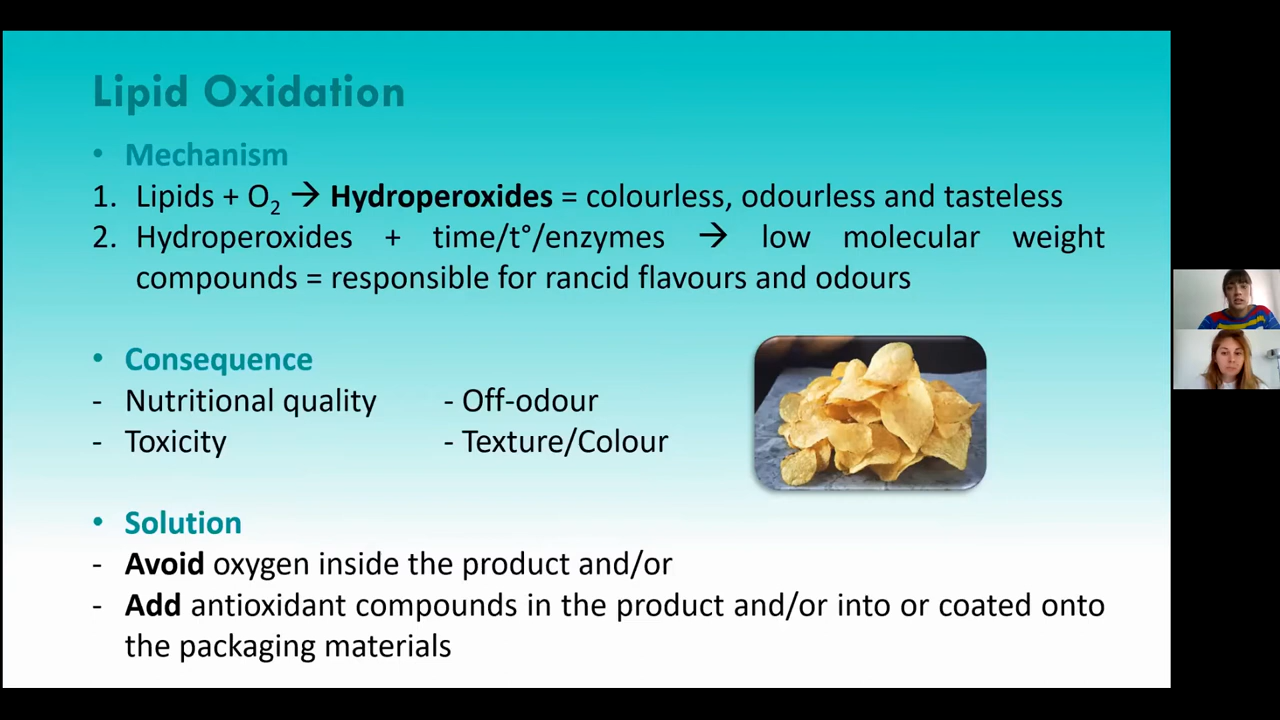 Lipid Oxidation
• Mechanism
1. Lipids + O₂ → Hydroperoxides = colourless, odourless and tasteless
2. Hydroperoxides + time/t°/enzymes → low molecular weight
compounds = responsible for rancid flavours and odours
• Consequence
- Nutritional quality - Off-odour
- Toxicity - Texture/Colour
• Solution
- Avoid oxygen inside the product and/or
- Add antioxidant compounds in the product and/or into or coated onto
the packaging materials